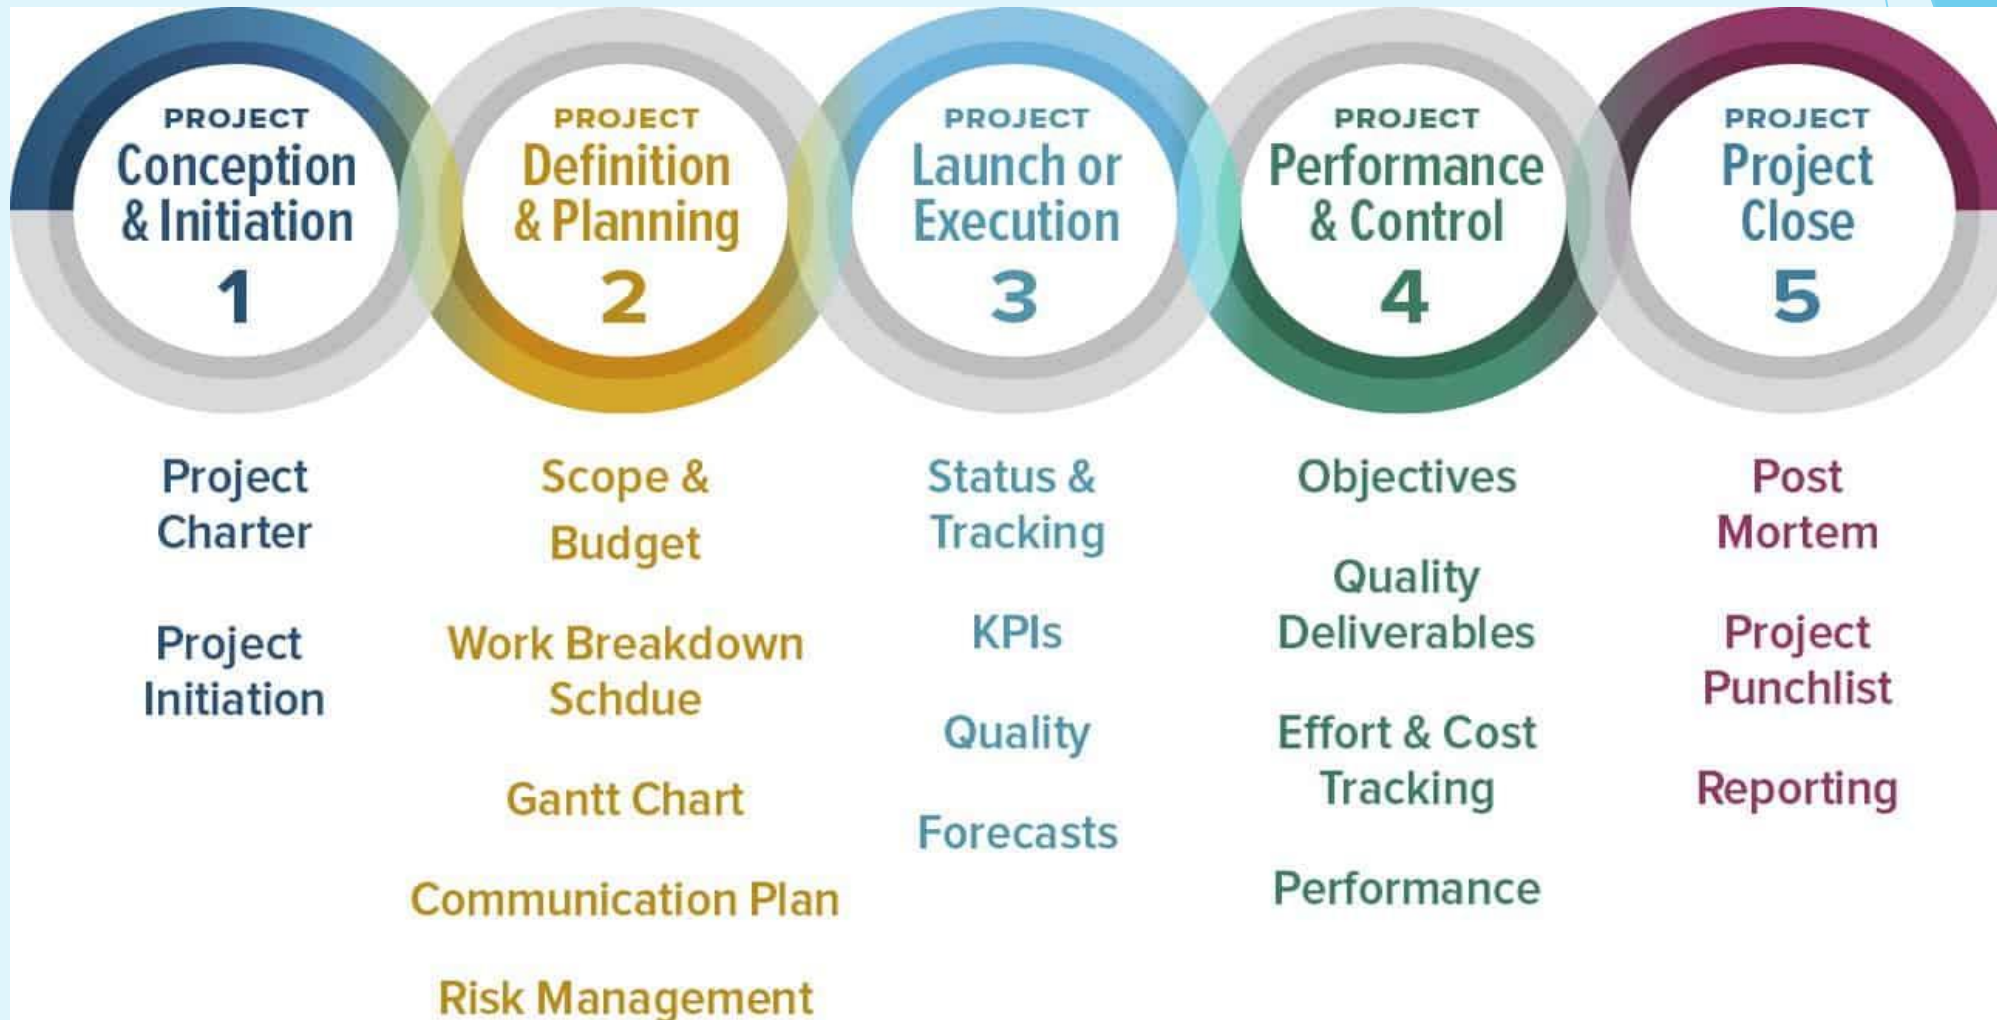 PROJECT
Conception
& Initiation
1
PROJECT
Definition
& Planning
2
PROJECT
Launch or
Execution
3
PROJECT
Performance
& Control
4
PROJECT
Project
Close
5
Project
Charter
Project
Initiation
Scope &
Budget
Work Breakdown
Schdue
Gantt Chart
Communication Plan
Risk Management
Status &
Tracking
KPIs
Quality
Forecasts
Objectives
Quality
Deliverables
Effort & Cost
Tracking
Performance
Post
Mortem
Project
Punchlist
Reporting